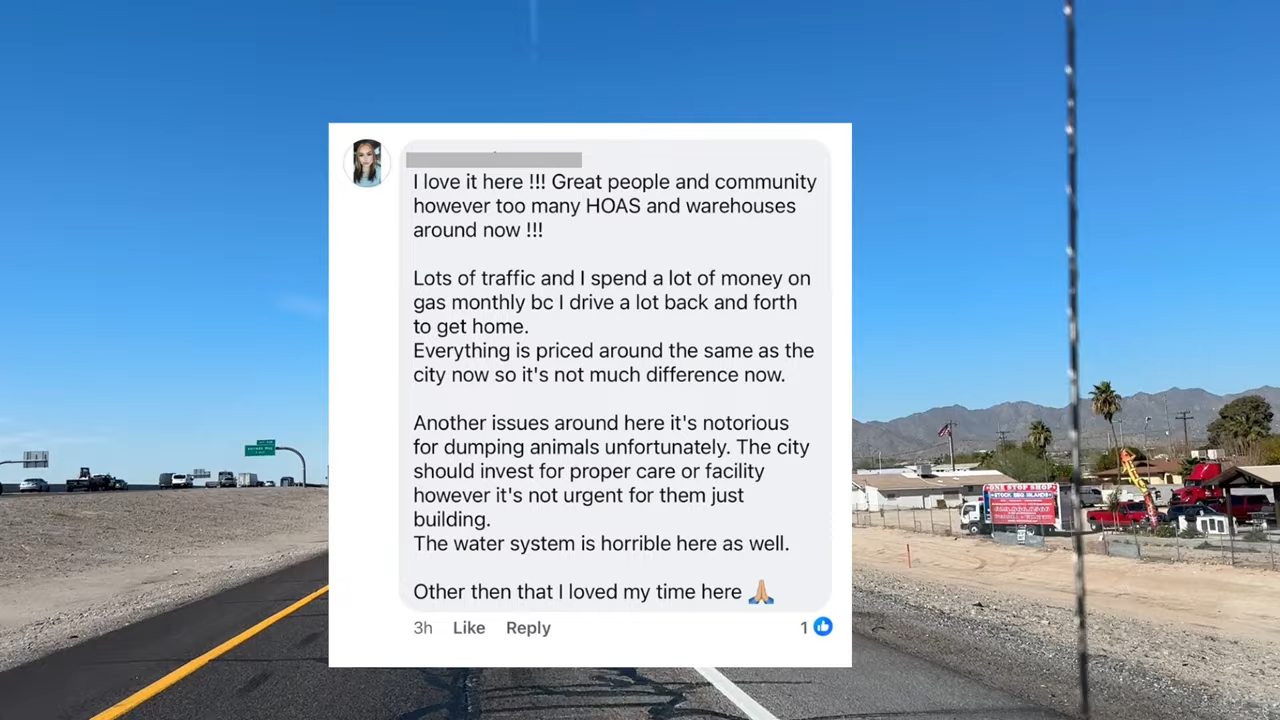 I love it here !!! Great people and community
however too many HOAS and warehouses
around now !!!
Lots of traffic and I spend a lot of money on
gas monthly bc I drive a lot back and forth
to get home.
Everything is priced around the same as the
city now so it's not much difference now.
Another issues around here it's notorious
for dumping animals unfortunately. The city
should invest for proper care or facility
however it's not urgent for them just
building.
The water system is horrible here as well.
Other then that I loved my time here 🙏🏼
3h Like Reply 1
ONE STOP SHOP
STOCK BBQ ISLANDS